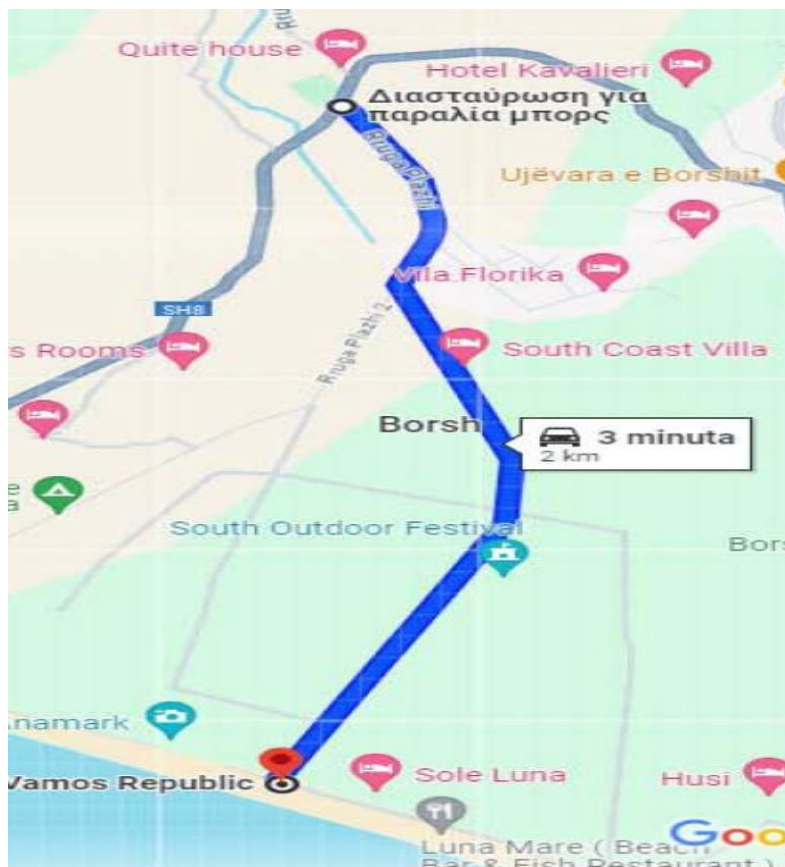 Quite house
Hotel Kavalieri
Διασταύρωση για
παραλία μπορς
Rruga Plazhi
Ujëvara e Borshit
Vila Florika
SH8
s Rooms
Rruga Plazhi 2
South Coast Villa
Borsh
3 minuta
2 km
South Outdoor Festival
Bors
Anamark
Vamos Republic
Sole Luna
Husi
Luna Mare ( Beach
Bar & Fish Restaurant )
Goo